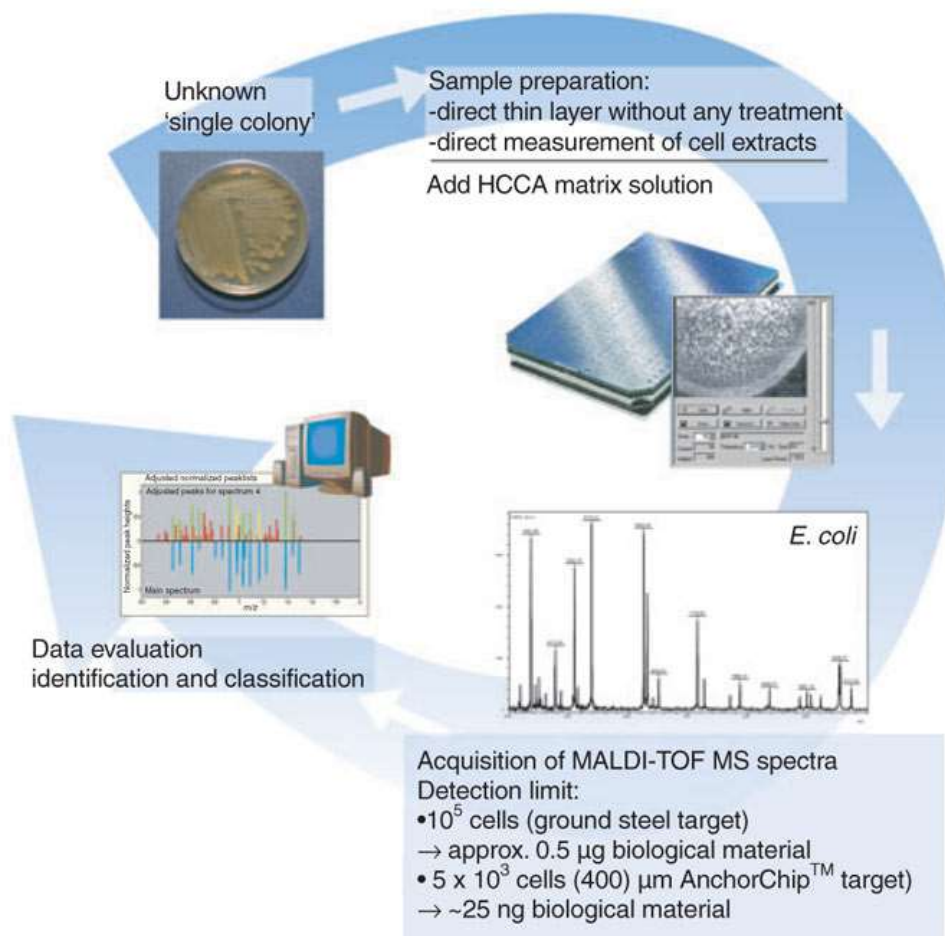 Unknown
‘single colony’
Sample preparation:
-direct thin layer without any treatment
-direct measurement of cell extracts
Add HCCA matrix solution
Adjusted normalized peaklists
Adjusted peaks for spectrum 4
Normalized peak heights
Main spectrum
m/z
Data evaluation
identification and classification
E. coli
Acquisition of MALDI-TOF MS spectra
Detection limit:
•10⁵ cells (ground steel target)
→ approx. 0.5 µg biological material
• 5 x 10³ cells (400) µm AnchorChip™ target)
→ ~25 ng biological material